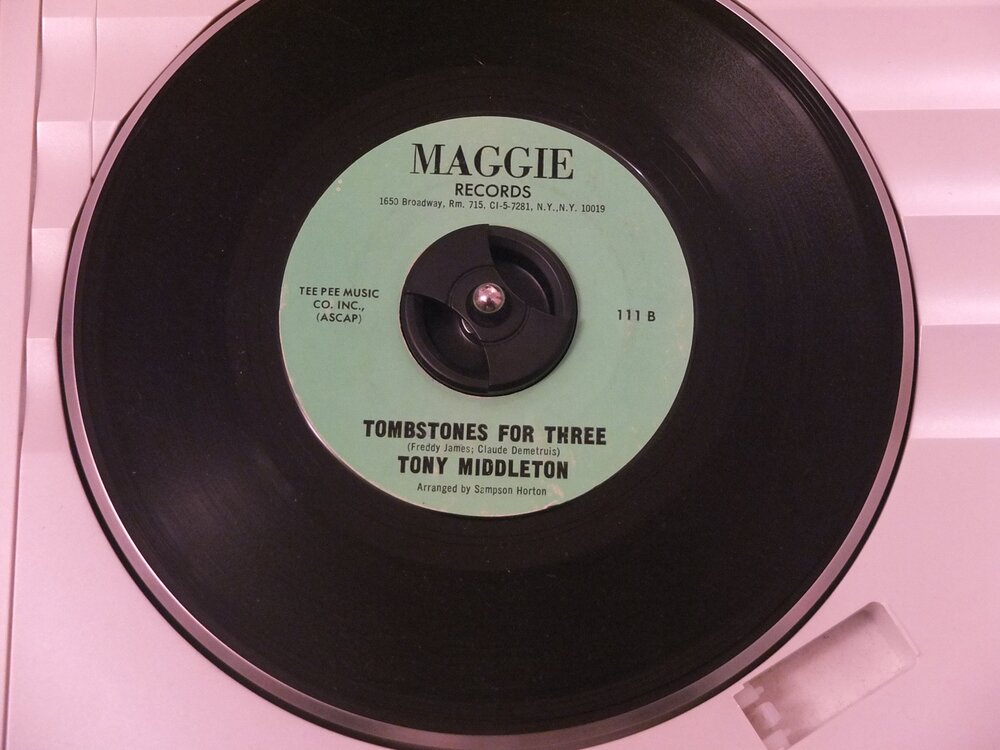 MAGGIE
RECORDS
1650 Broadway, Rm. 715, CI-5-7281, N.Y.,N.Y. 10019
TEE PEE MUSIC
CO. INC.,
(ASCAP)
111 B
TOMBSTONES FOR THREE
(Freddy James; Claude Demetruis)
TONY MIDDLETON
Arranged by Sampson Horton